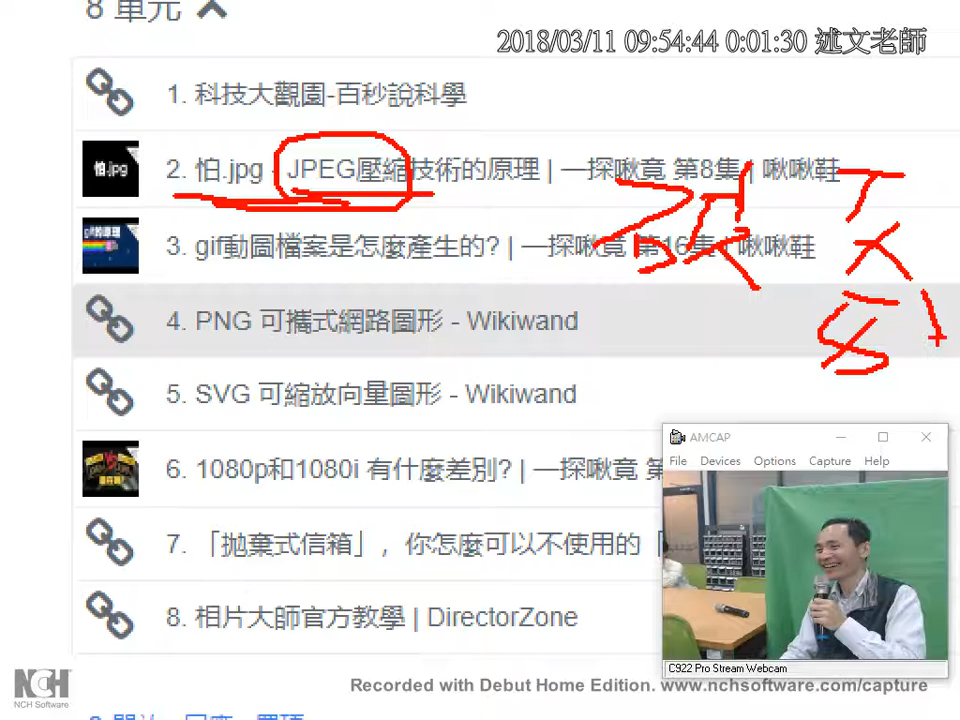 8 單元
2018/03/11 09:54:44 0:01:30 述文老師
1. 科技大觀園-百秒說科學
怕.jpg
2. 怕.jpg - JPEG壓縮技術的原理 | 一探啾竟 第8集 | 啾啾鞋
gif的原理
3. gif動圖檔案是怎麼產生的? | 一探啾竟 第16集 | 啾啾鞋
4. PNG 可攜式網路圖形 - Wikiwand
5. SVG 可縮放向量圖形 - Wikiwand
AMCAP
File Devices Options Capture Help
6. 1080p和1080i 有什麼差別? | 一探啾竟 第
7. 「拋棄式信箱」，你怎麼可以不使用的「
8. 相片大師官方教學 | DirectorZone
C922 Pro Stream Webcam
NCH
NCH Software
Recorded with Debut Home Edition. www.nchsoftware.com/capture